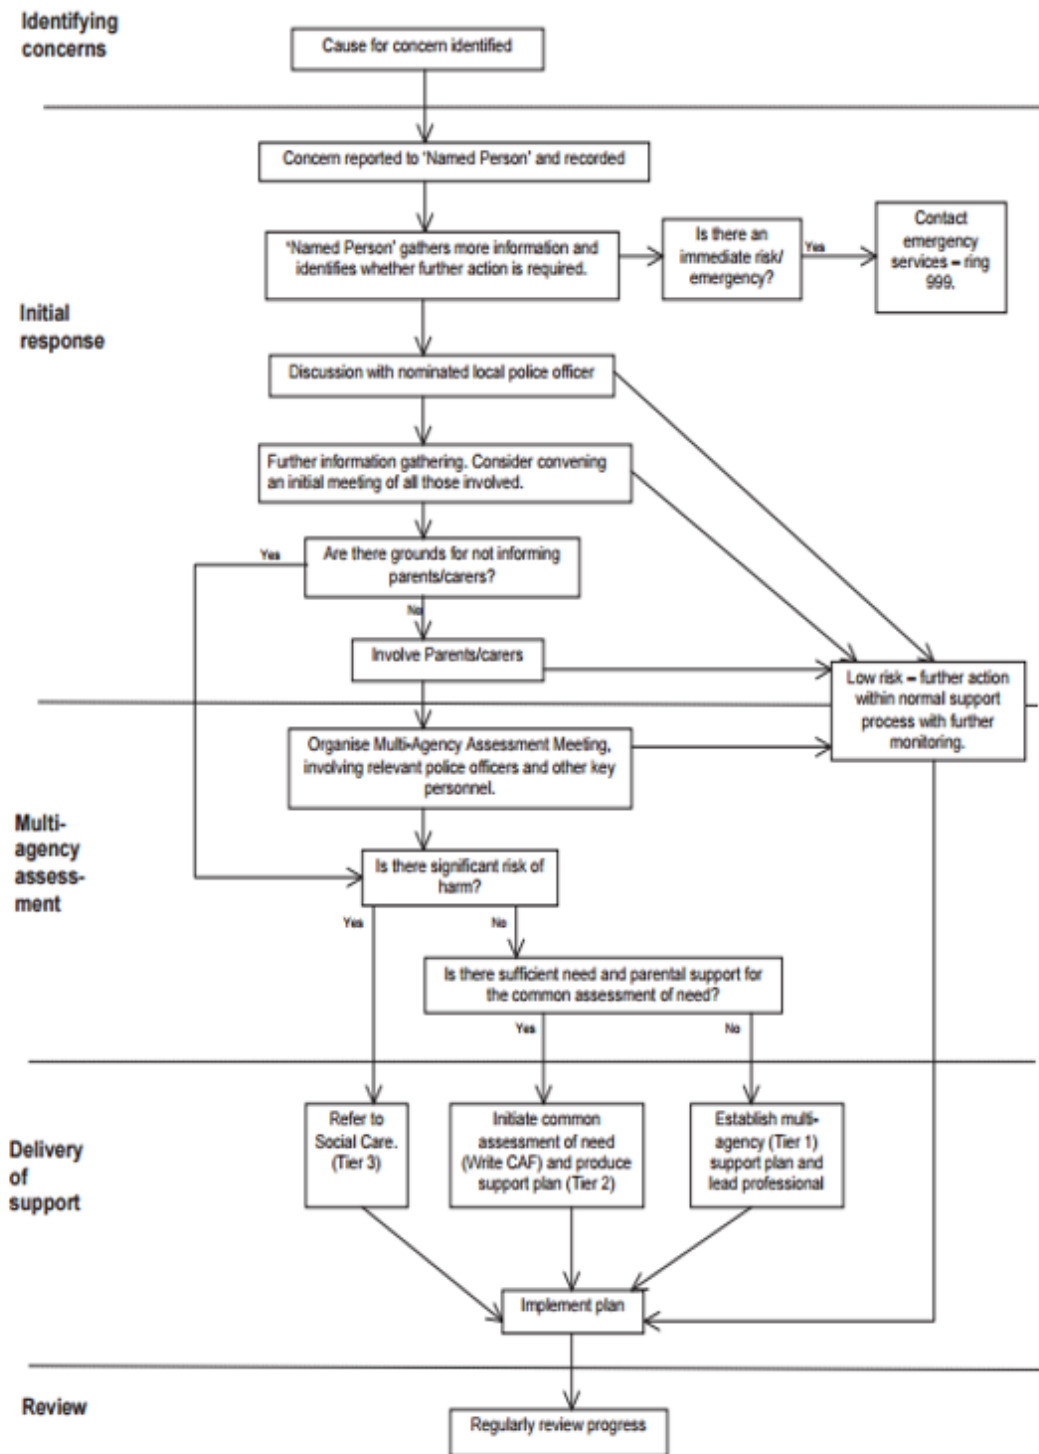 Identifying
concerns
Cause for concern identified
Concern reported to 'Named Person' and recorded
'Named Person' gathers more information and
identifies whether further action is required.
Is there an
immediate risk/
emergency?
Yes
Contact
emergency
services – ring
999.
Initial
response
Discussion with nominated local police officer
Further information gathering. Consider convening
an initial meeting of all those involved.
Yes
Are there grounds for not informing
parents/carers?
No
Involve Parents/carers
Low risk – further action
within normal support
process with further
monitoring.
Organise Multi-Agency Assessment Meeting,
involving relevant police officers and other key
personnel.
Multi-
agency
assess-
ment
Is there significant risk of
harm?
Yes
No
Is there sufficient need and parental support for
the common assessment of need?
Yes
No
Delivery
of
support
Refer to
Social Care.
(Tier 3)
Initiate common
assessment of need
(Write CAF) and produce
support plan (Tier 2)
Establish multi-
agency (Tier 1)
support plan and
lead professional
Implement plan
Review
Regularly review progress